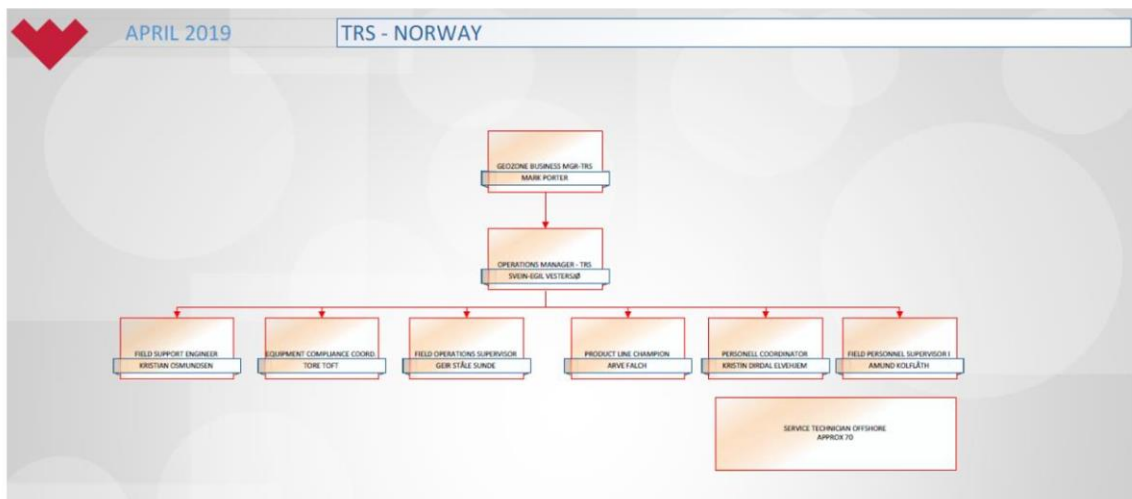 APRIL 2019
TRS - NORWAY
GEOZONE BUSINESS MGR-TRS
MARK PORTER
OPERATIONS MANAGER - TRS
SVEIN-EGIL VESTERSJØ
FIELD SUPPORT ENGINEER
KRISTIAN OSMUNDSEN
EQUIPMENT COMPLIANCE COORD.
TORE TOFT
FIELD OPERATIONS SUPERVISOR
GEIR STÅLE SUNDE
PRODUCT LINE CHAMPION
ARVE FALCH
PERSONELL COORDINATOR
KRISTIN DIRDAL ELVEHJEM
FIELD PERSONNEL SUPERVISOR I
AMUND KOLFLÅTH
SERVICE TECHNICIAN OFFSHORE
APPROX 70